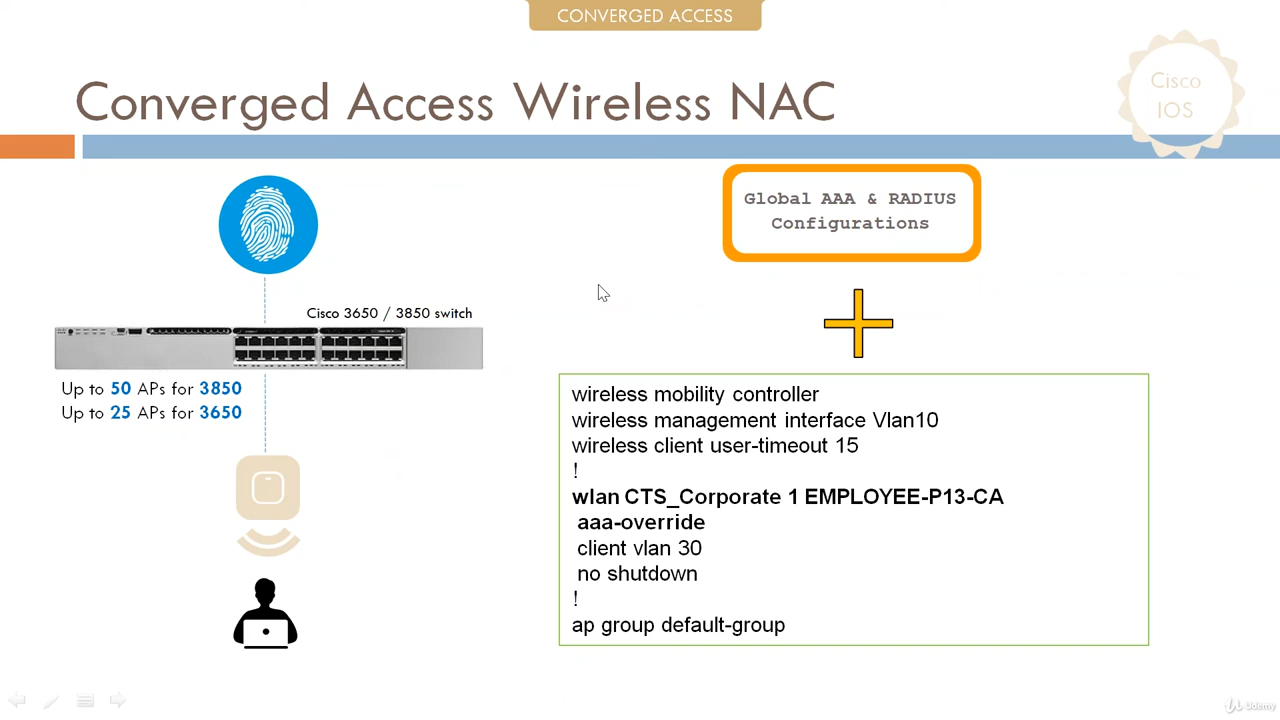 CONVERGED ACCESS
Converged Access Wireless NAC
Cisco
IOS
Global AAA & RADIUS
Configurations
Cisco 3650 / 3850 switch
Up to 50 APs for 3850
Up to 25 APs for 3650
wireless mobility controller
wireless management interface Vlan10
wireless client user-timeout 15
!
wlan CTS_Corporate 1 EMPLOYEE-P13-CA
aaa-override
client vlan 30
no shutdown
!
ap group default-group
Udemy